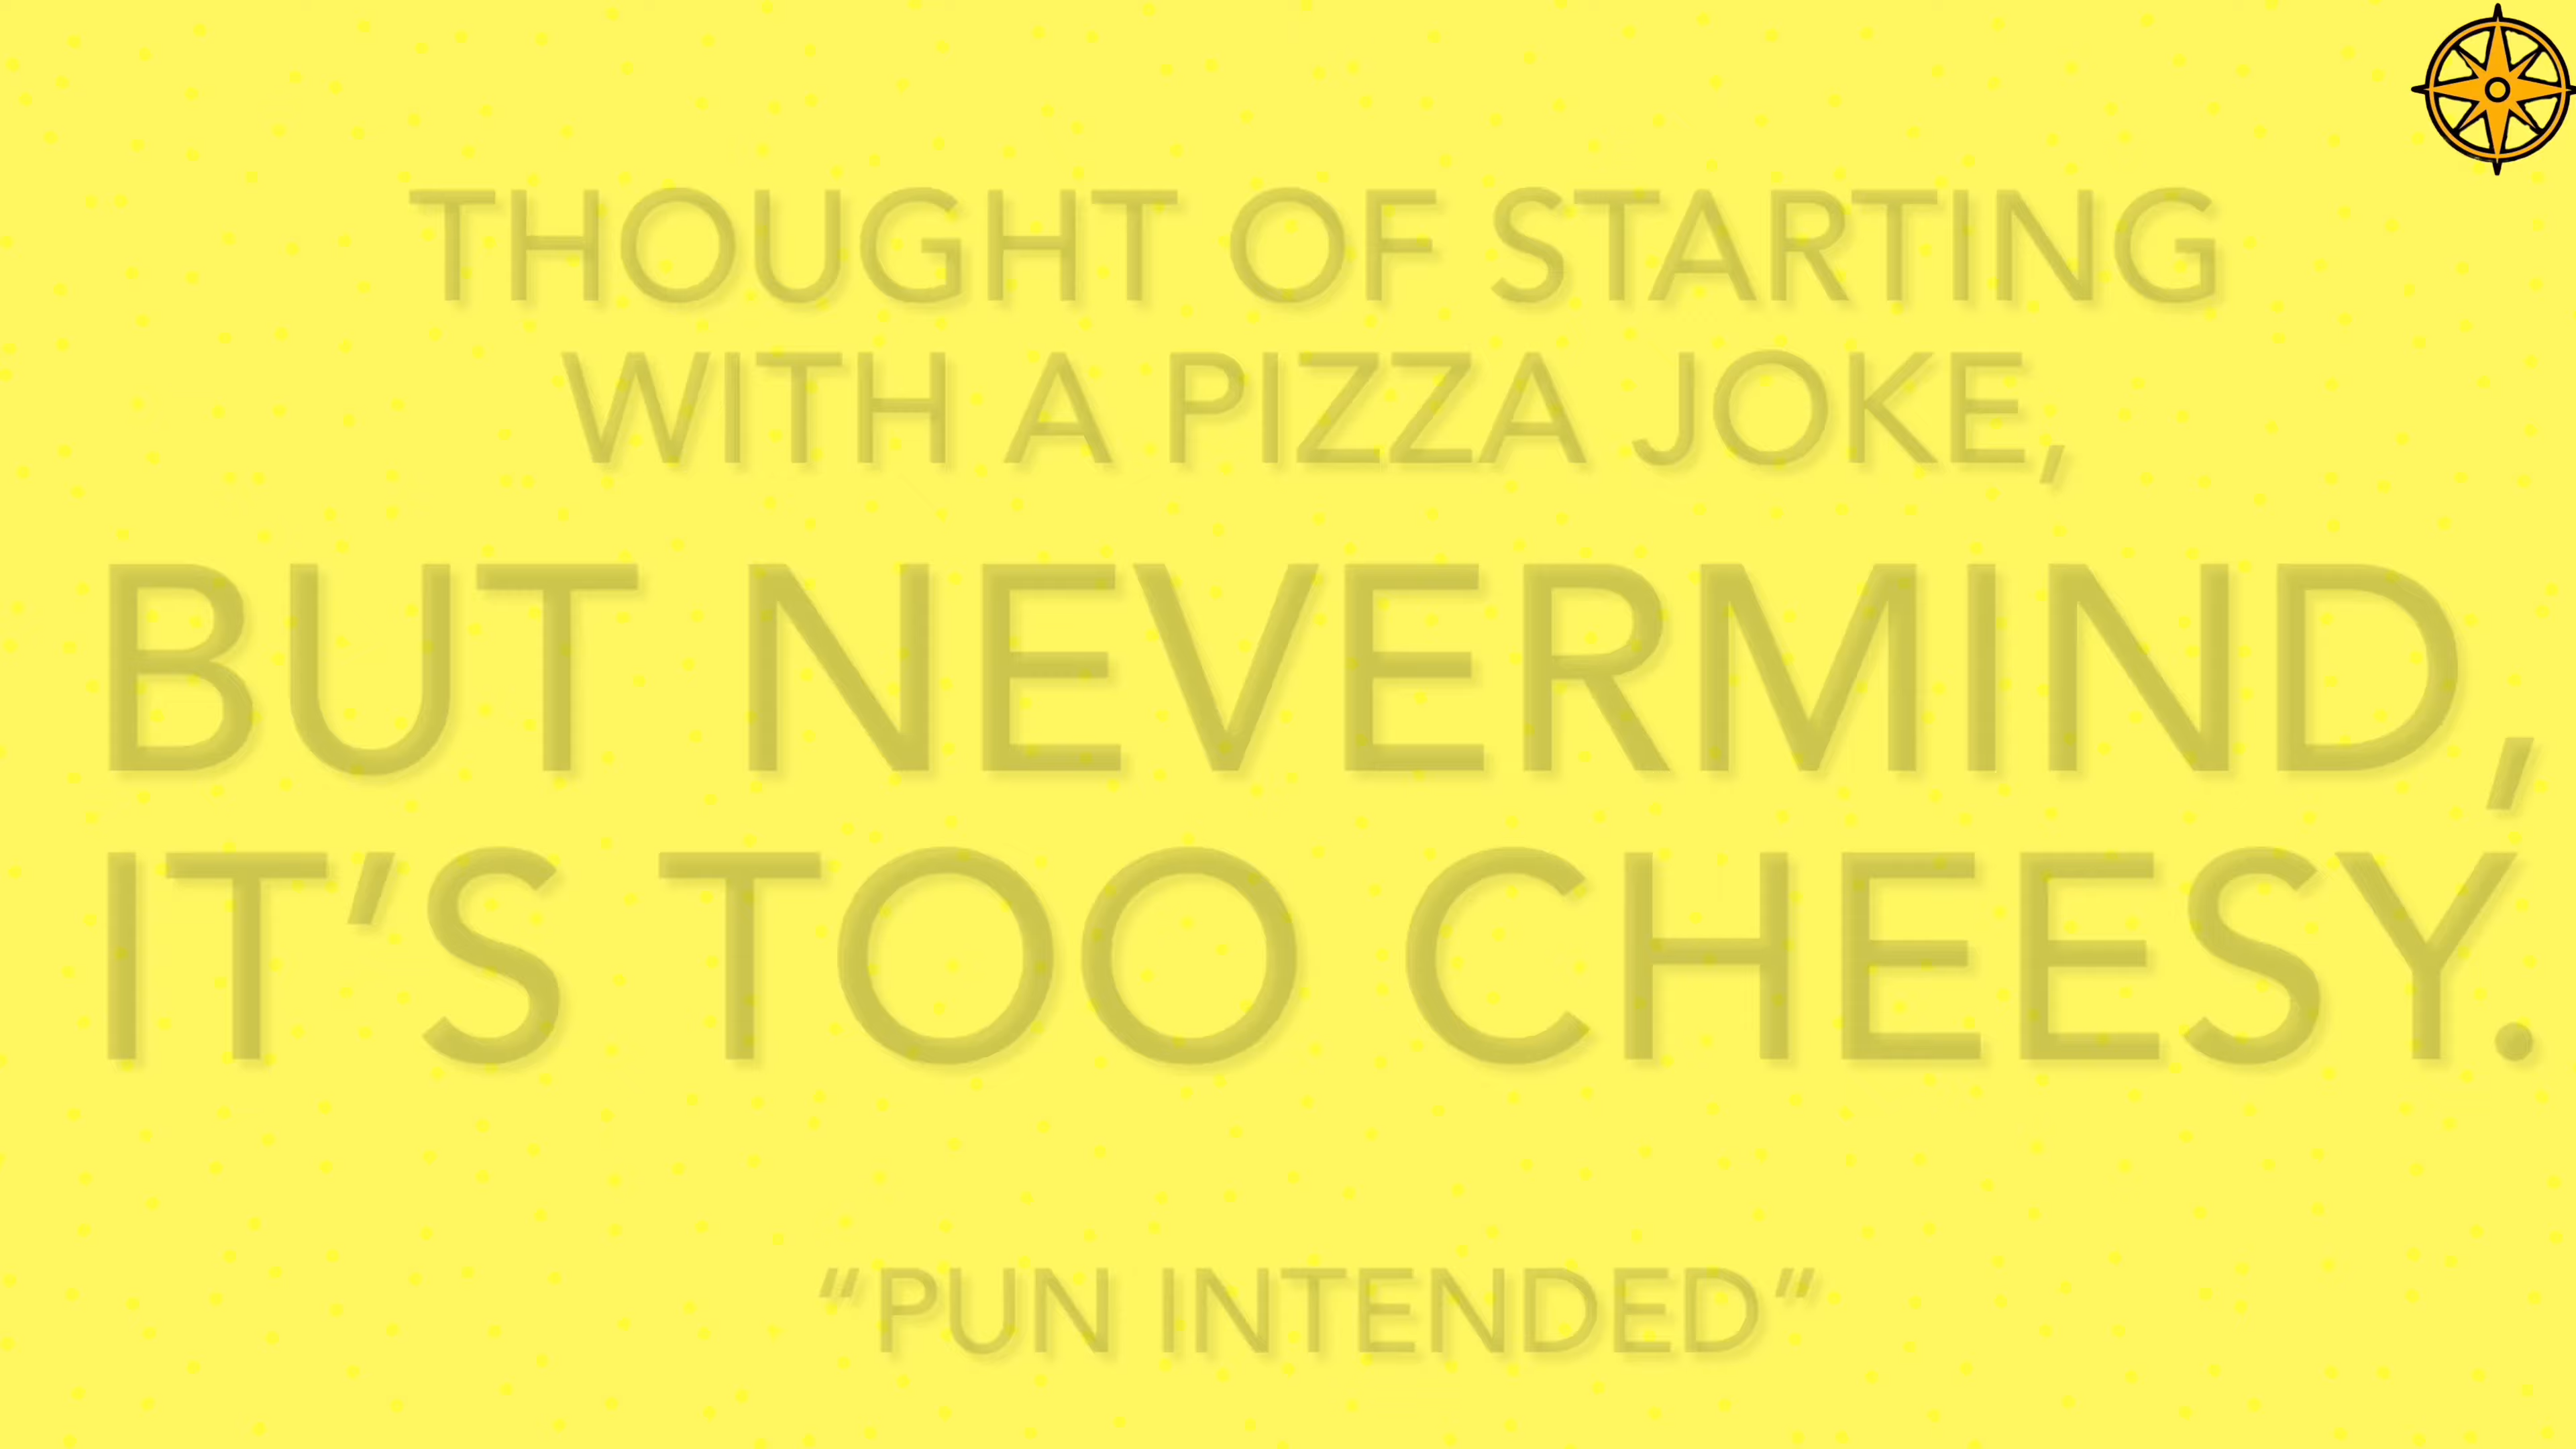 THOUGHT OF STARTING
WITH A PIZZA JOKE,
BUT NEVERMIND,
IT’S TOO CHEESY.
“PUN INTENDED”